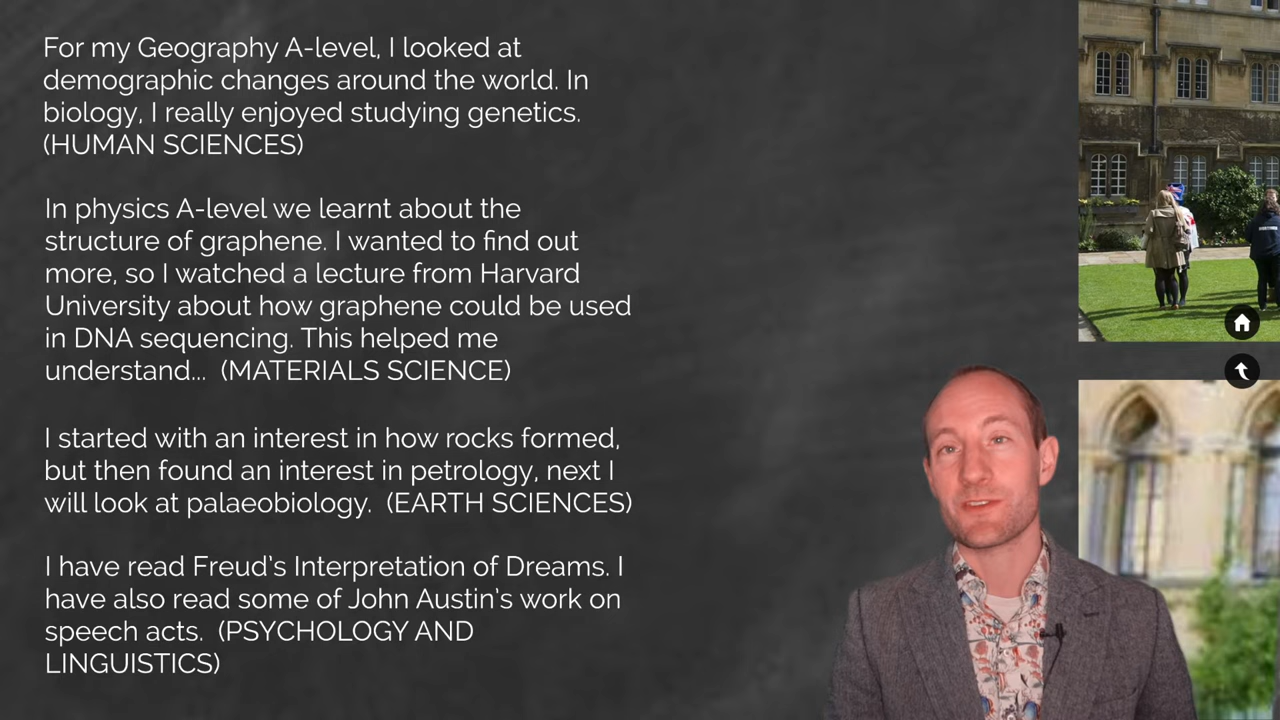 For my Geography A-level, I looked at
demographic changes around the world. In
biology, I really enjoyed studying genetics.
(HUMAN SCIENCES)
In physics A-level we learnt about the
structure of graphene. I wanted to find out
more, so I watched a lecture from Harvard
University about how graphene could be used
in DNA sequencing. This helped me
understand... (MATERIALS SCIENCE)
I started with an interest in how rocks formed,
but then found an interest in petrology, next I
will look at palaeobiology. (EARTH SCIENCES)
I have read Freud's Interpretation of Dreams. I
have also read some of John Austin's work on
speech acts. (PSYCHOLOGY AND
LINGUISTICS)